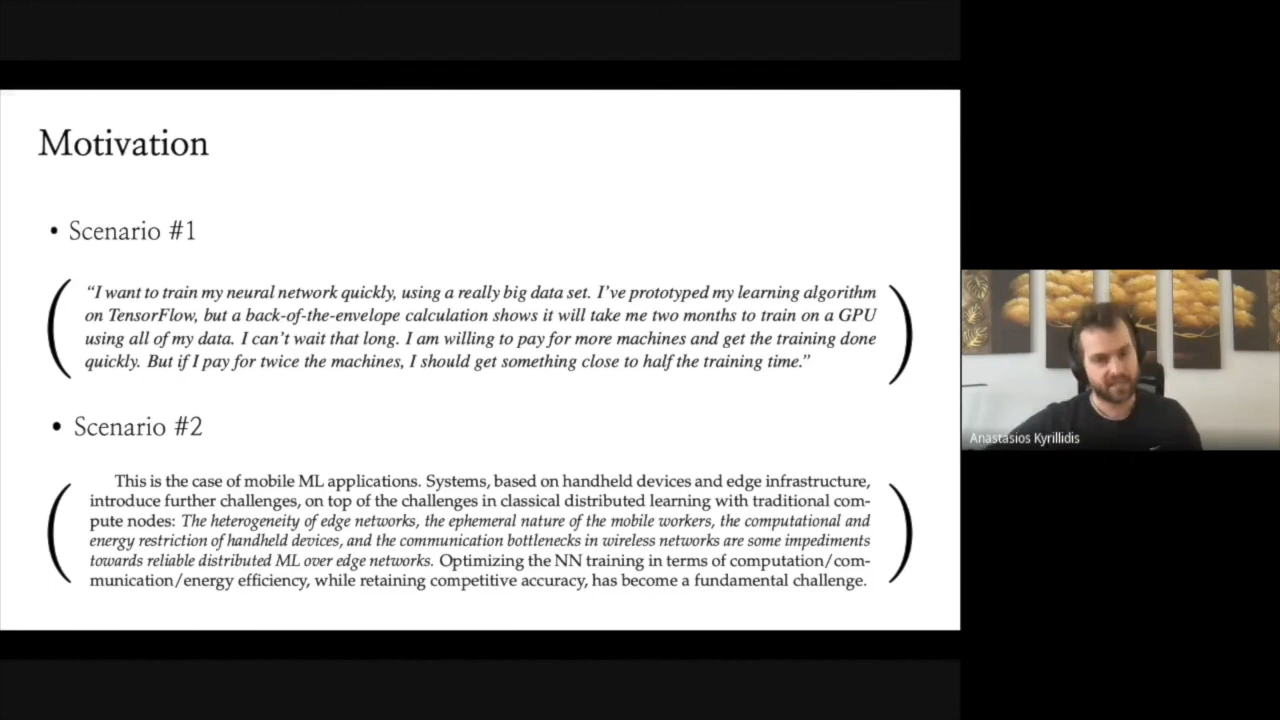 Motivation
• Scenario #1
“I want to train my neural network quickly, using a really big data set. I’ve prototyped my learning algorithm
on TensorFlow, but a back-of-the-envelope calculation shows it will take me two months to train on a GPU
using all of my data. I can’t wait that long. I am willing to pay for more machines and get the training done
quickly. But if I pay for twice the machines, I should get something close to half the training time.”
• Scenario #2
This is the case of mobile ML applications. Systems, based on handheld devices and edge infrastructure,
introduce further challenges, on top of the challenges in classical distributed learning with traditional com-
pute nodes: The heterogeneity of edge networks, the ephemeral nature of the mobile workers, the computational and
energy restriction of handheld devices, and the communication bottlenecks in wireless networks are some impediments
towards reliable distributed ML over edge networks. Optimizing the NN training in terms of computation/com-
munication/energy efficiency, while retaining competitive accuracy, has become a fundamental challenge.
Anastasios Kyrillidis